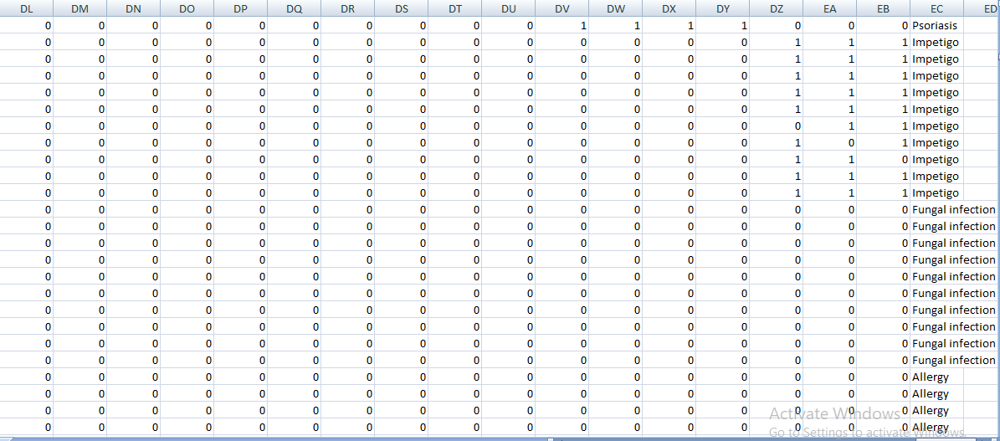 DL DM DN DO DP DQ DR DS DT DU DV DW DX DY DZ EA EB EC ED
0 0 0 0 0 0 0 0 0 0 1 1 1 1 0 0 0 Psoriasis
0 0 0 0 0 0 0 0 0 0 0 0 0 0 1 1 1 Impetigo
0 0 0 0 0 0 0 0 0 0 0 0 0 0 1 1 1 Impetigo
0 0 0 0 0 0 0 0 0 0 0 0 0 0 1 1 1 Impetigo
0 0 0 0 0 0 0 0 0 0 0 0 0 0 1 1 1 Impetigo
0 0 0 0 0 0 0 0 0 0 0 0 0 0 1 1 1 Impetigo
0 0 0 0 0 0 0 0 0 0 0 0 0 0 0 1 1 Impetigo
0 0 0 0 0 0 0 0 0 0 0 0 0 0 1 0 1 Impetigo
0 0 0 0 0 0 0 0 0 0 0 0 0 0 1 1 0 Impetigo
0 0 0 0 0 0 0 0 0 0 0 0 0 0 1 1 1 Impetigo
0 0 0 0 0 0 0 0 0 0 0 0 0 0 1 1 1 Impetigo
0 0 0 0 0 0 0 0 0 0 0 0 0 0 0 0 0 Fungal infection
0 0 0 0 0 0 0 0 0 0 0 0 0 0 0 0 0 Fungal infection
0 0 0 0 0 0 0 0 0 0 0 0 0 0 0 0 0 Fungal infection
0 0 0 0 0 0 0 0 0 0 0 0 0 0 0 0 0 Fungal infection
0 0 0 0 0 0 0 0 0 0 0 0 0 0 0 0 0 Fungal infection
0 0 0 0 0 0 0 0 0 0 0 0 0 0 0 0 0 Fungal infection
0 0 0 0 0 0 0 0 0 0 0 0 0 0 0 0 0 Fungal infection
0 0 0 0 0 0 0 0 0 0 0 0 0 0 0 0 0 Fungal infection
0 0 0 0 0 0 0 0 0 0 0 0 0 0 0 0 0 Fungal infection
0 0 0 0 0 0 0 0 0 0 0 0 0 0 0 0 0 Fungal infection
0 0 0 0 0 0 0 0 0 0 0 0 0 0 0 0 0 Allergy
0 0 0 0 0 0 0 0 0 0 0 0 0 0 0 0 0 Allergy
0 0 0 0 0 0 0 0 0 0 0 0 0 0 0 0 0 Allergy
Activate Windows
0 0 0 0 0 0 0 0 0 0 0 0 0 0 0 0 0 Allergy
Go to Settings to activate Windows.